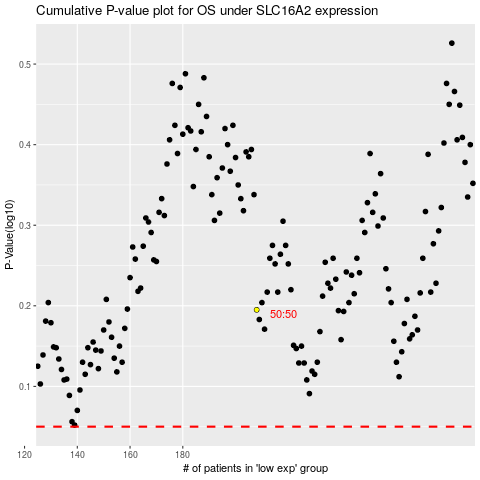 Cumulative P-value plot for OS under SLC16A2 expression
P-Value(log10)
0.5
0.4
0.3
0.2
0.1
50:50
120 140 160 180
# of patients in 'low exp' group